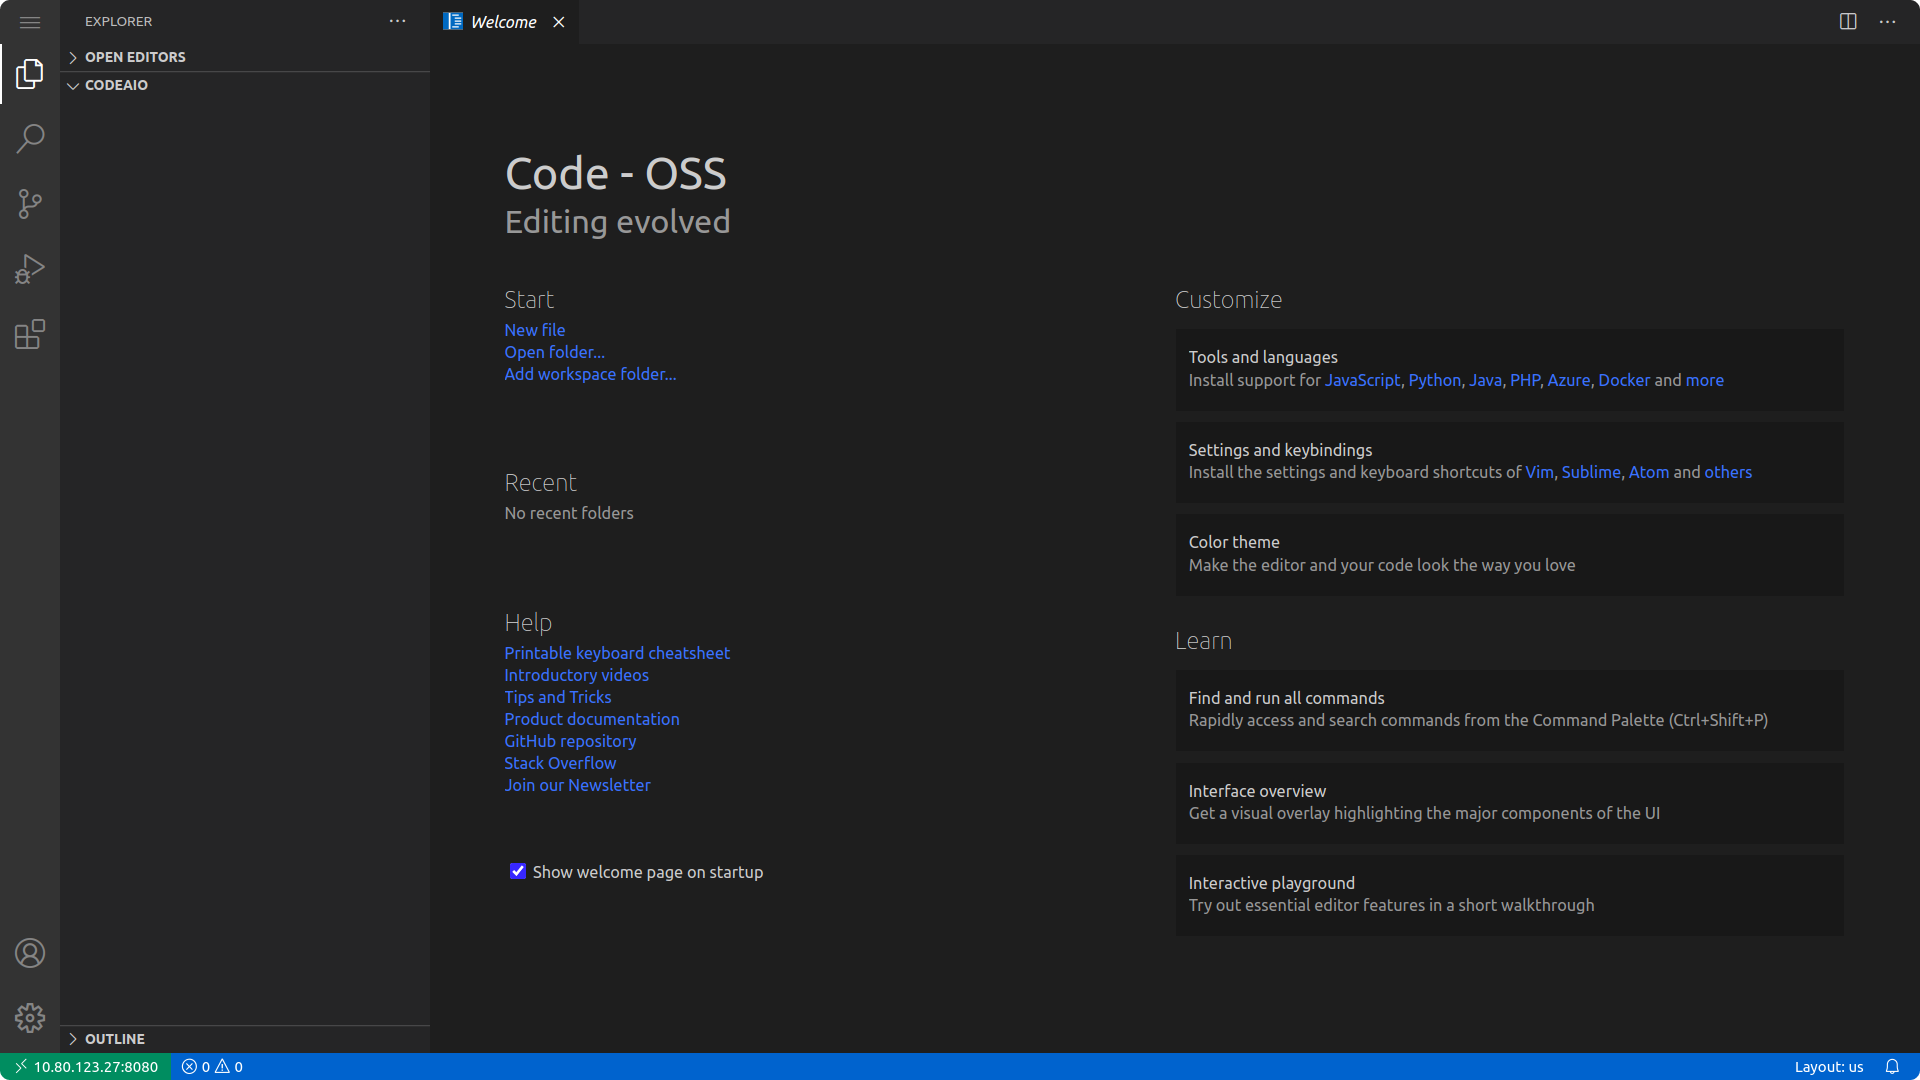 EXPLORER
OPEN EDITORS
CODEAIO
OUTLINE
Welcome
Code - OSS
Editing evolved
Start
New file
Open folder...
Add workspace folder...
Recent
No recent folders
Help
Printable keyboard cheatsheet
Introductory videos
Tips and Tricks
Product documentation
GitHub repository
Stack Overflow
Join our Newsletter
Show welcome page on startup
Customize
Tools and languages
Install support for JavaScript, Python, Java, PHP, Azure, Docker and more
Settings and keybindings
Install the settings and keyboard shortcuts of Vim, Sublime, Atom and others
Color theme
Make the editor and your code look the way you love
Learn
Find and run all commands
Rapidly access and search commands from the Command Palette (Ctrl+Shift+P)
Interface overview
Get a visual overlay highlighting the major components of the UI
Interactive playground
Try out essential editor features in a short walkthrough
10.80.123.27:8080
0 0
Layout: us